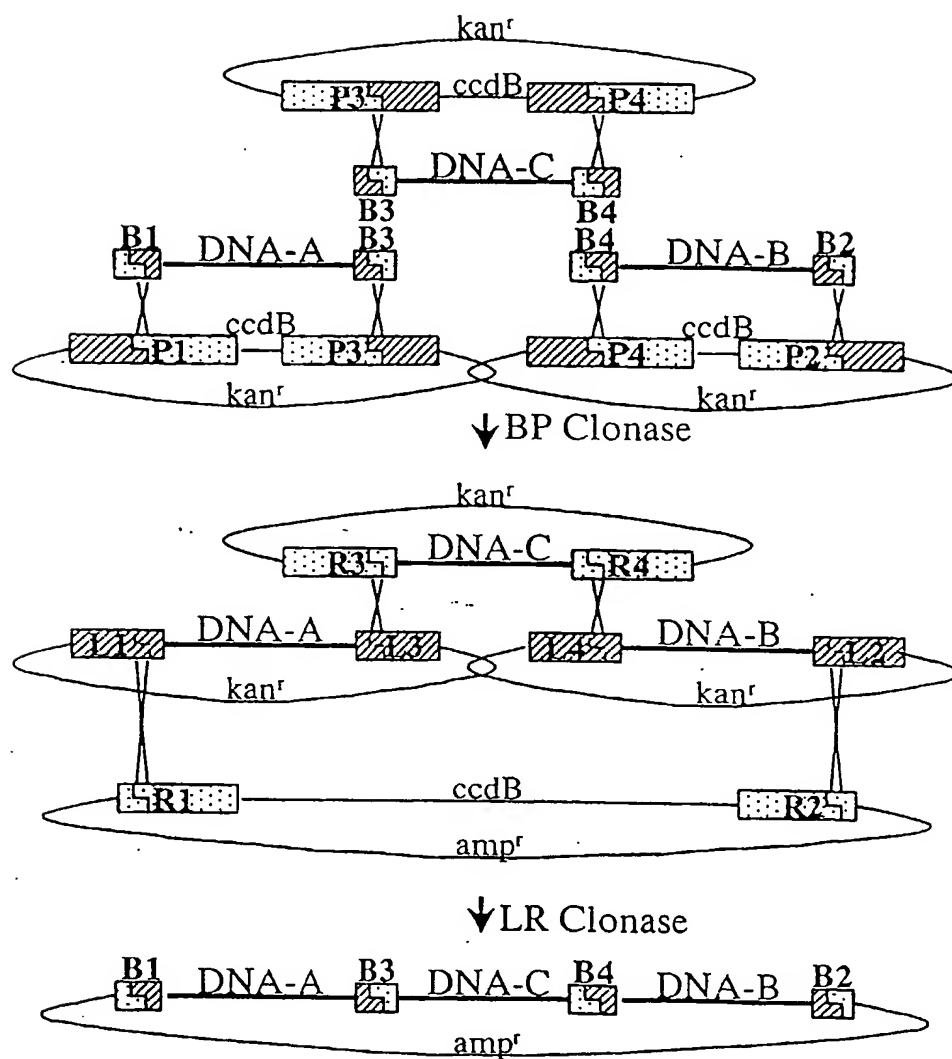 kanʳ
P3 ccdB P4
DNA-C
B3 B4
B1 DNA-A B3 B4 DNA-B B2
P1 ccdB P3 P4 ccdB P2
kanʳ kanʳ
BP Clonase
kanʳ
R3 DNA-C R4
L1 DNA-A L3 L4 DNA-B L2
kanʳ kanʳ
R1 ccdB R2
ampʳ
LR Clonase
B1 DNA-A B3 DNA-C B4 DNA-B B2
ampʳ